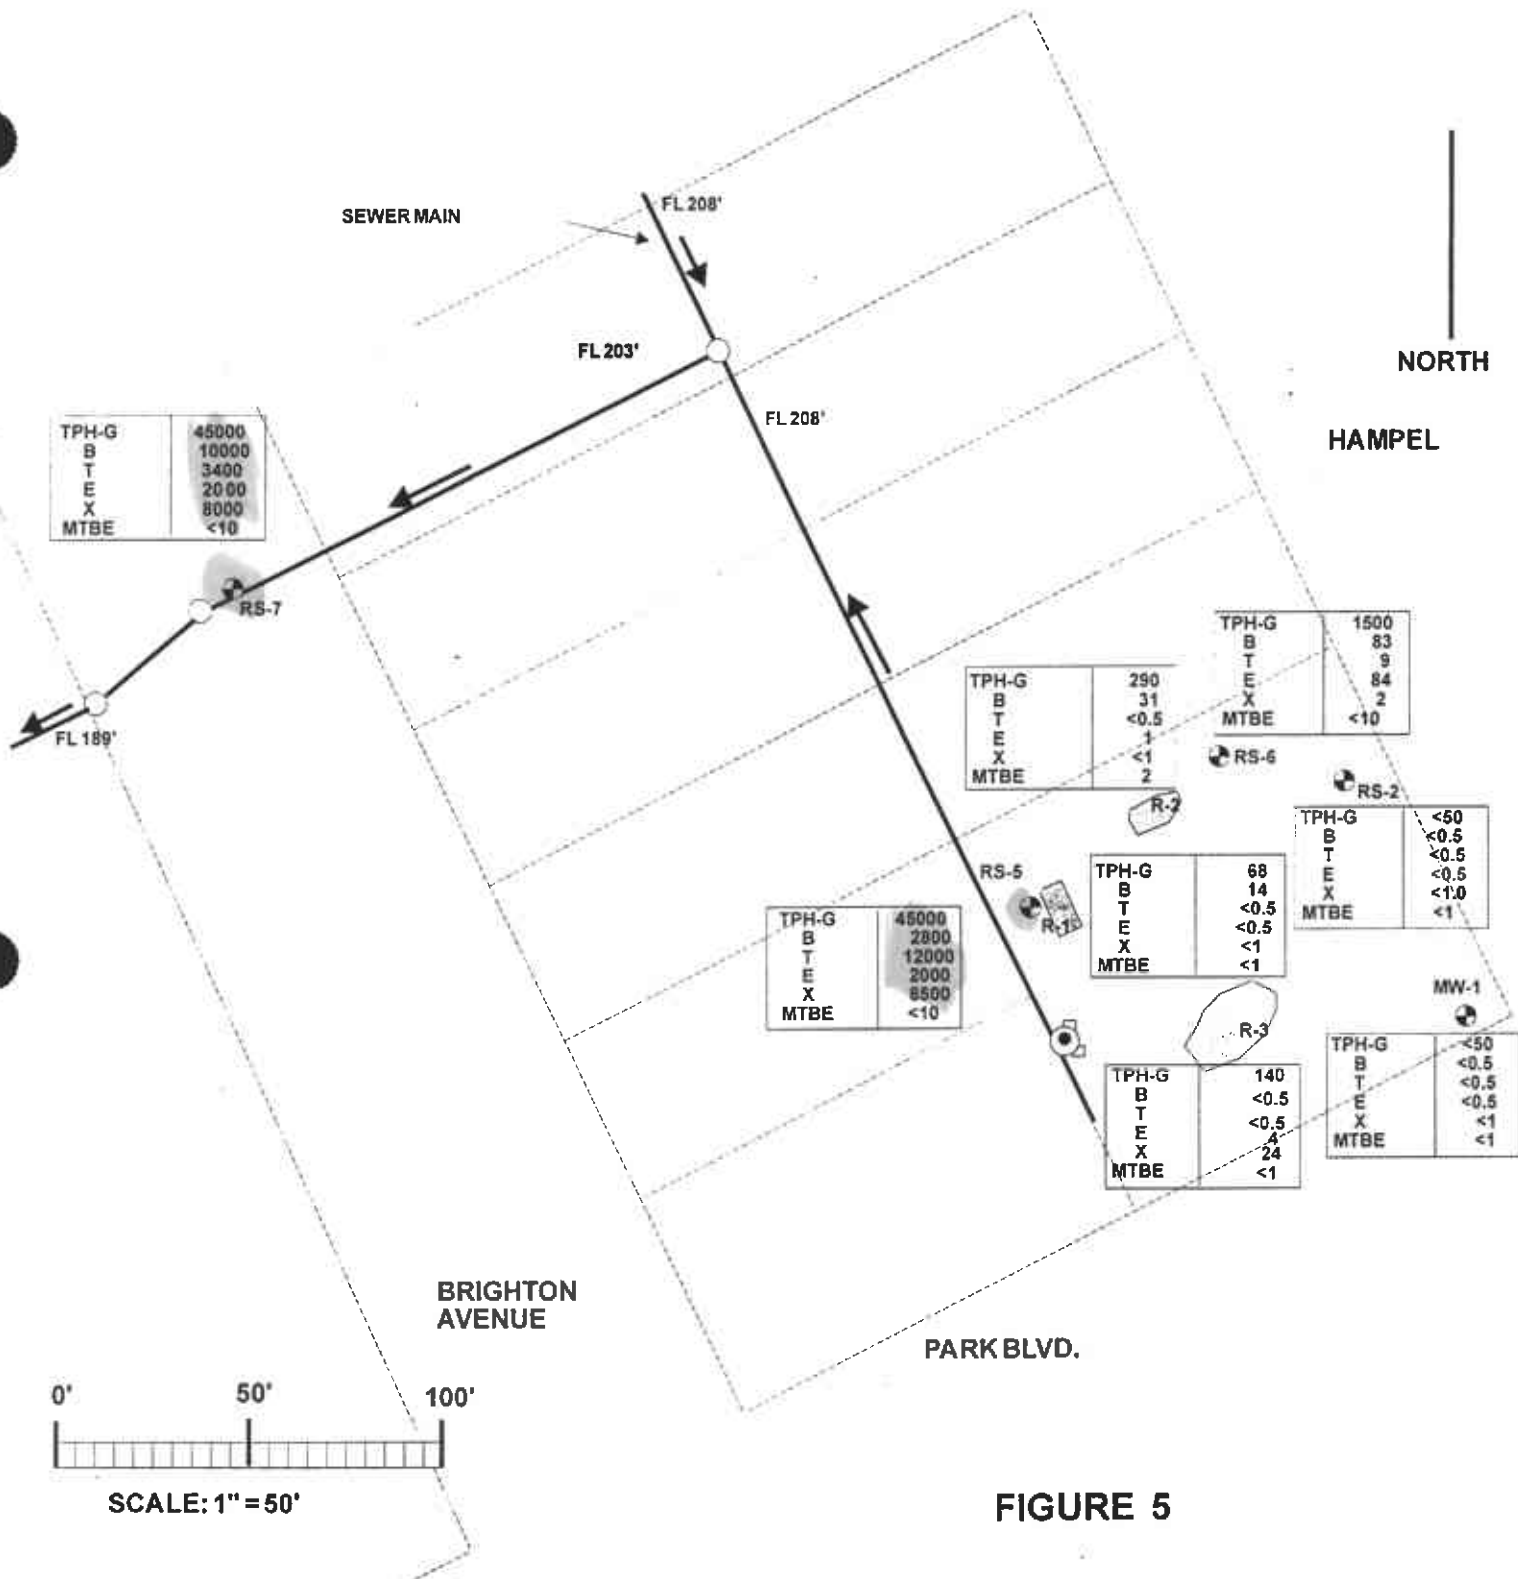 FL 208'
SEWER MAIN
FL 203'
NORTH
FL 208'
HAMPEL
TPH-G 45000
B 10000
T 3400
E 2000
X 8000
MTBE <10
RS-7
FL 189'
TPH-G 1500
B 83
T 9
E 84
X 2
MTBE <10
TPH-G 290
B 31
T <0.5
E 1
X <1
MTBE 2
RS-6
RS-2
R-2
TPH-G <50
B <0.5
T <0.5
E <0.5
X <1.0
MTBE <1
RS-5
R-1
TPH-G 68
B 14
T <0.5
E <0.5
X <1
MTBE <1
TPH-G 45000
B 2800
T 12000
E 2000
X 8500
MTBE <10
MW-1
R-3
TPH-G <50
B <0.5
T <0.5
E <0.5
X <1
MTBE <1
TPH-G 140
B <0.5
T <0.5
E 4
X 24
MTBE <1
BRIGHTON
AVENUE
PARK BLVD.
0' 50' 100'
SCALE: 1" = 50'
FIGURE 5